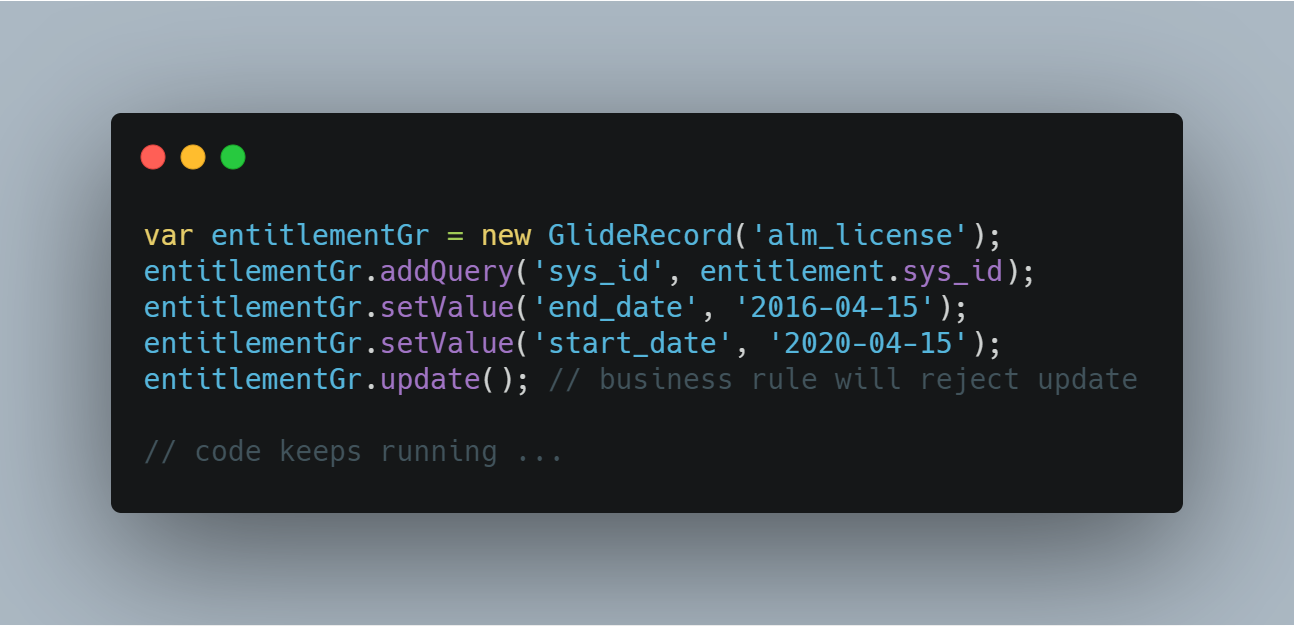 var entitlementGr = new GlideRecord('alm_license');
entitlementGr.addQuery('sys_id', entitlement.sys_id);
entitlementGr.setValue('end_date', '2016-04-15');
entitlementGr.setValue('start_date', '2020-04-15');
entitlementGr.update(); // business rule will reject update
// code keeps running ...